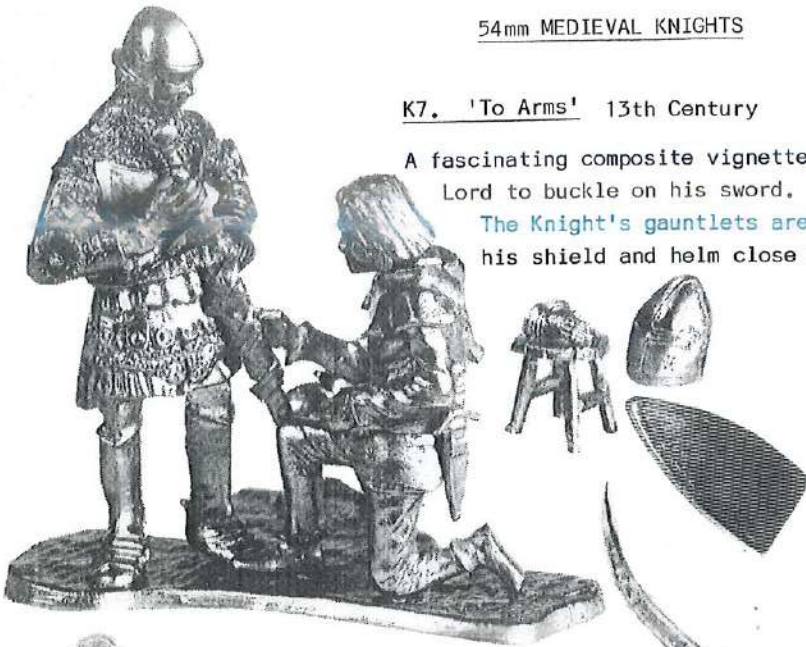 54mm MEDIEVAL KNIGHTS
K7. 'To Arms' 13th Century
A fascinating composite vignette
Lord to buckle on his sword.
The Knight's gauntlets are
his shield and helm close